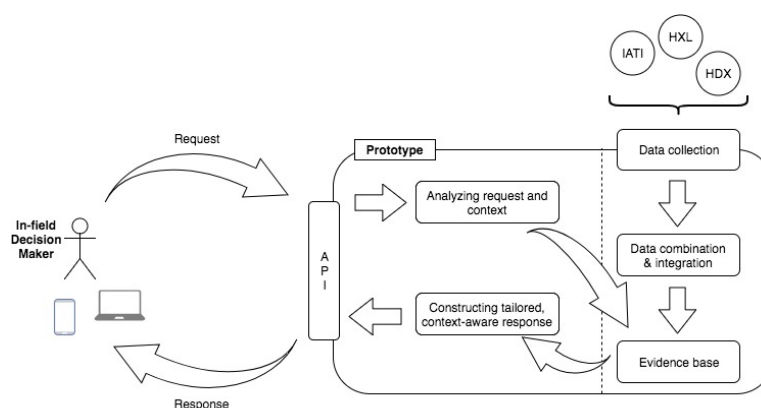 HXL
IATI
HDX
Request
Prototype
Data collection
Analyzing request and
context
In-field
Decision
Maker
A
P
I
Data combination
& integration
Constructing tailored,
context-aware response
Evidence base
Response